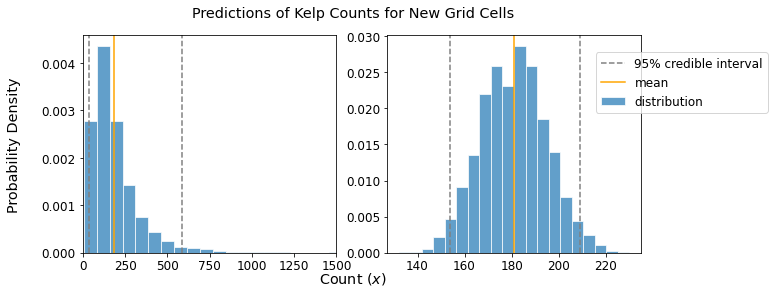 Predictions of Kelp Counts for New Grid Cells
Probability Density
0.004
0.003
0.002
0.001
0.000
0 250 500 750 1000 1250 1500
0.030
0.025
0.020
0.015
0.010
0.005
0.000
140 160 180 200 220
95% credible interval
mean
distribution
Count (x)